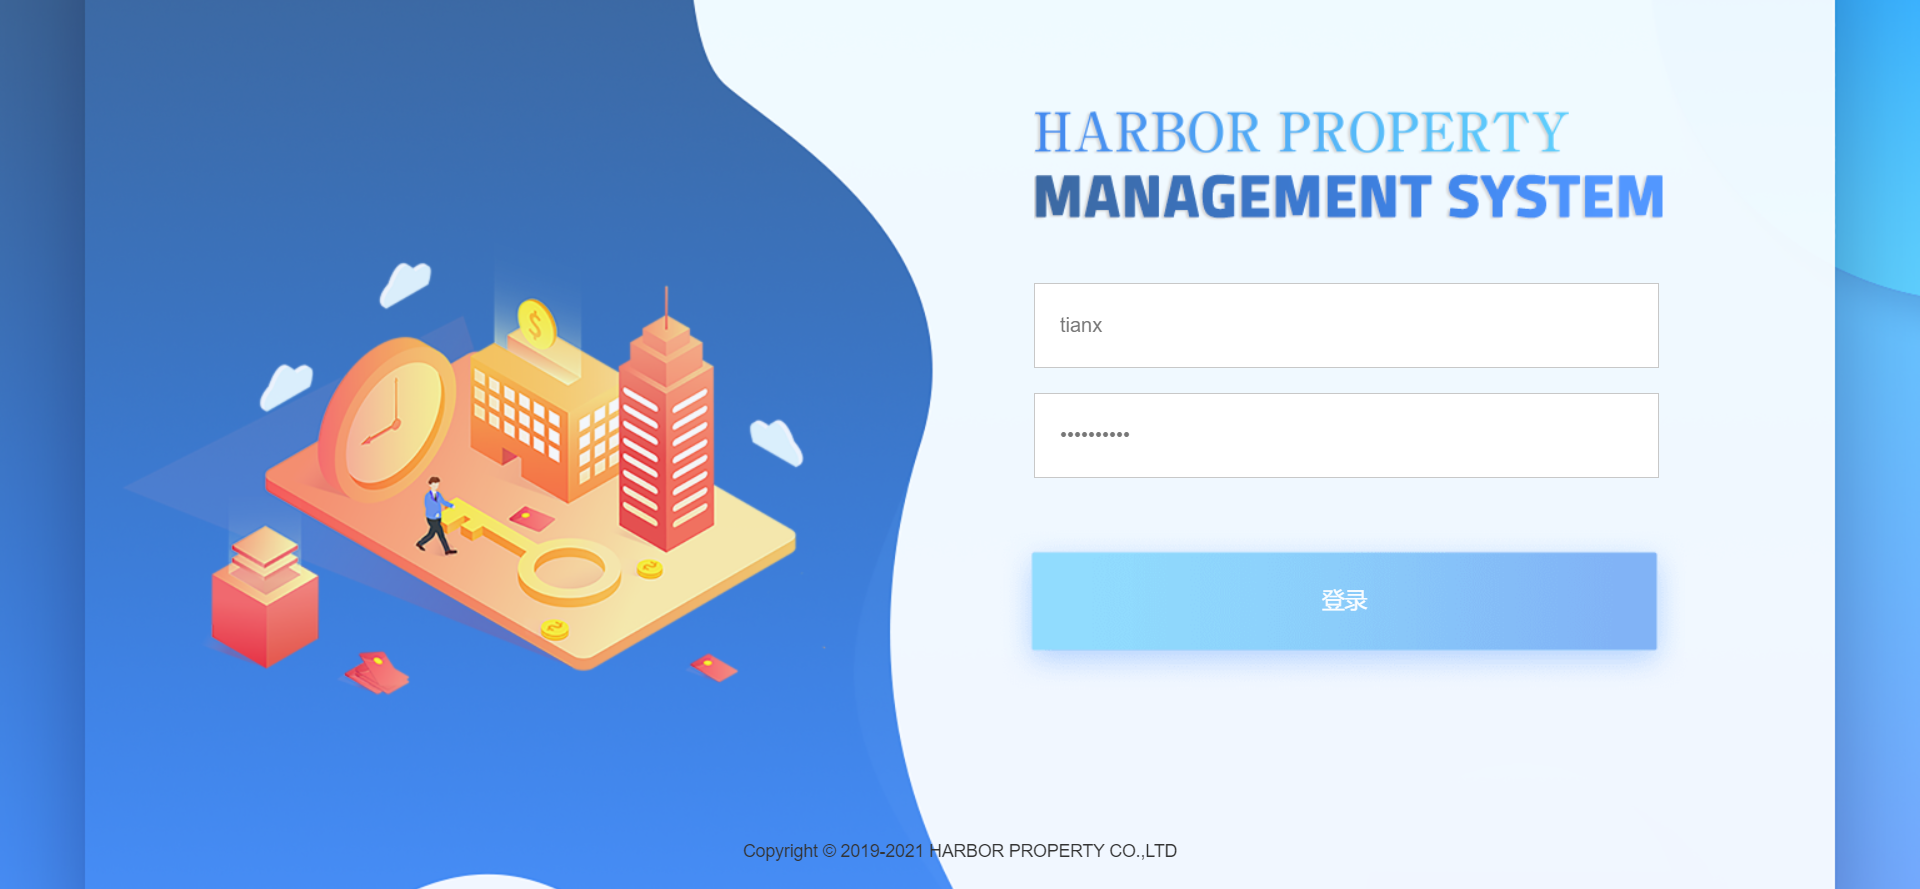 HARBOR PROPERTY
MANAGEMENT SYSTEM
tianx
••••••••••
登录
Copyright © 2019-2021 HARBOR PROPERTY CO.,LTD